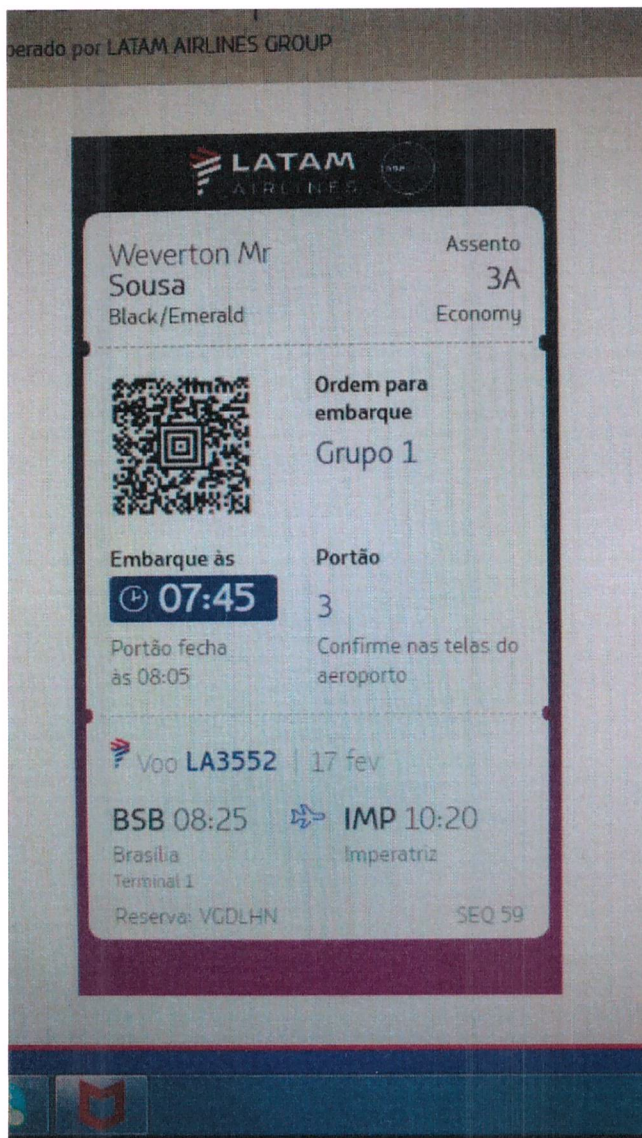 perado por LATAM AIRLINES GROUP
LATAM
AIRLINES
Weverton Mr
Sousa
Black/Emerald
Assento
3A
Economy
Ordem para
embarque
Grupo 1
Embarque às
07:45
Portão fecha
às 08:05
Portão
3
Confirme nas telas do
aeroporto
Voo LA3552 | 17 fev
BSB 08:25 IMP 10:20
Brasília Imperatriz
Terminal 1
Reserva: VGDLHN SEQ 59